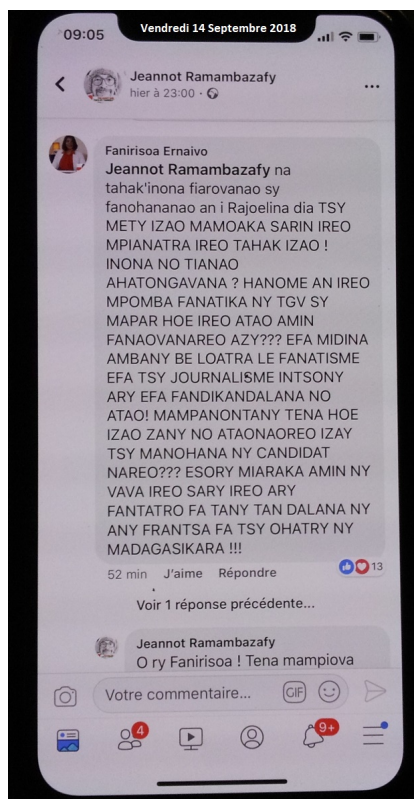 09:05
Vendredi 14 Septembre 2018
Jeannot Ramambazafy
hier à 23:00 ·
Fanirisoa Ernaivo
Jeannot Ramambazafy na
tahak'inona fiarovanao sy
fanohananao an i Rajoelina dia TSY
METY IZAO MAMOAKA SARIN IREO
MPIANATRA IREO TAHAK IZAO !
INONA NO TIANAO
AHATONGAVANA ? HANOME AN IREO
MPOMBA FANATIKA NY TGV SY
MAPAR HOE IREO ATAO AMIN
FANAOVANAREO AZY??? EFA MIDINA
AMBANY BE LOATRA LE FANATISME
EFA TSY JOURNALISME INTSONY
ARY EFA FANDIKANDALANA NO
ATAO! MAMPANONTANY TENA HOE
IZAO ZANY NO ATAONAOREO IZAY
TSY MANOHANA NY CANDIDAT
NAREO??? ESORY MIARAKA AMIN NY
VAVA IREO SARY IREO ARY
FANTATRO FA TANY TAN DALANA NY
ANY FRANTSA FA TSY OHATRY NY
MADAGASIKARA !!!
52 min J'aime Répondre 13
Voir 1 réponse précédente...
Jeannot Ramambazafy
O ry Fanirisoa ! Tena mampiova
Votre commentaire... GIF
4
9+